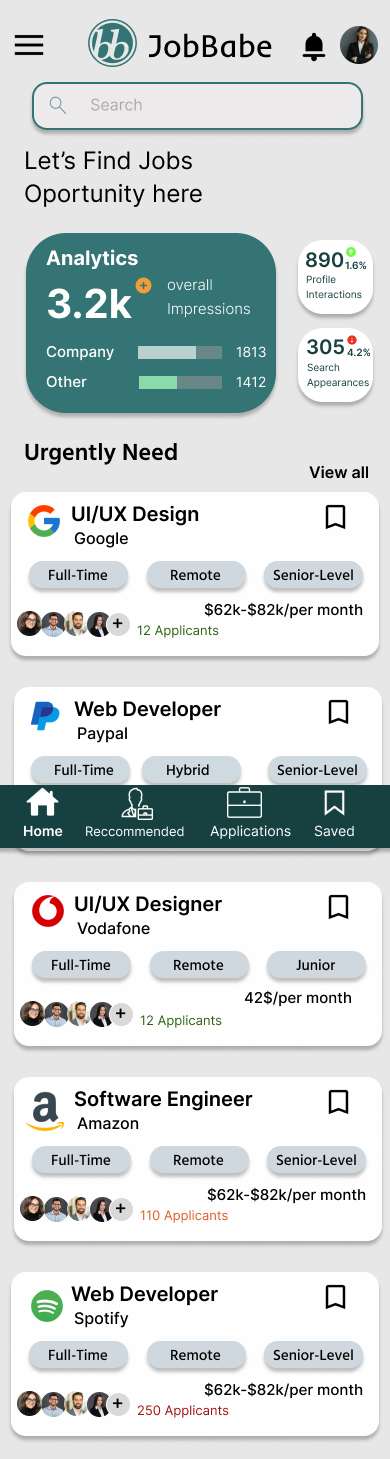 bb JobBabe
Search
Let’s Find Jobs
Oportunity here
Analytics
3.2k
overall
Impressions
Company 1813
Other 1412
890 1.6%
Profile
Interactions
305 4.2%
Search
Appearances
Urgently Need
View all
UI/UX Design
Google
Full-Time Remote Senior-Level
$62k-$82k/per month
+ 12 Applicants
Web Developer
Paypal
Full-Time Hybrid Senior-Level
Home Reccommended Applications Saved
UI/UX Designer
Vodafone
Full-Time Remote Junior
42$/per month
+ 12 Applicants
a Software Engineer
Amazon
Full-Time Remote Senior-Level
$62k-$82k/per month
+ 110 Applicants
Web Developer
Spotify
Full-Time Remote Senior-Level
$62k-$82k/per month
+ 250 Applicants